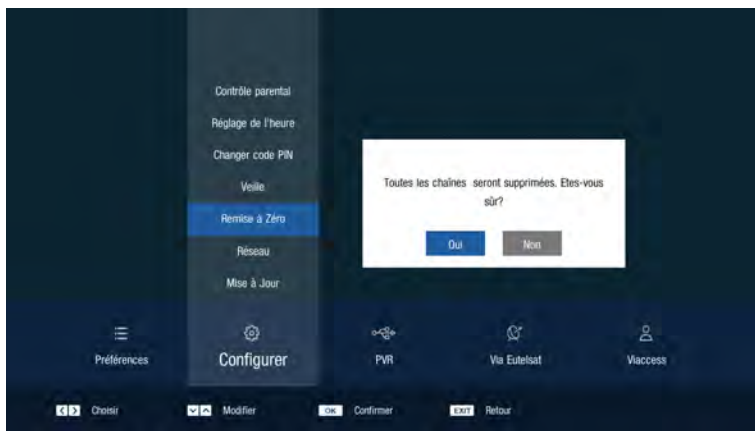 Contrôle parental
Réglage de l'heure
Changer code PIN
Veille
Remise à Zéro
Réseau
Mise à Jour
Toutes les chaînes seront supprimées. Etes-vous
sûr?
Oui Non
Préférences Configurer PVR Via Eutelsat Viaccess
Choisir Modifier OK Confirmer EXIT Retour